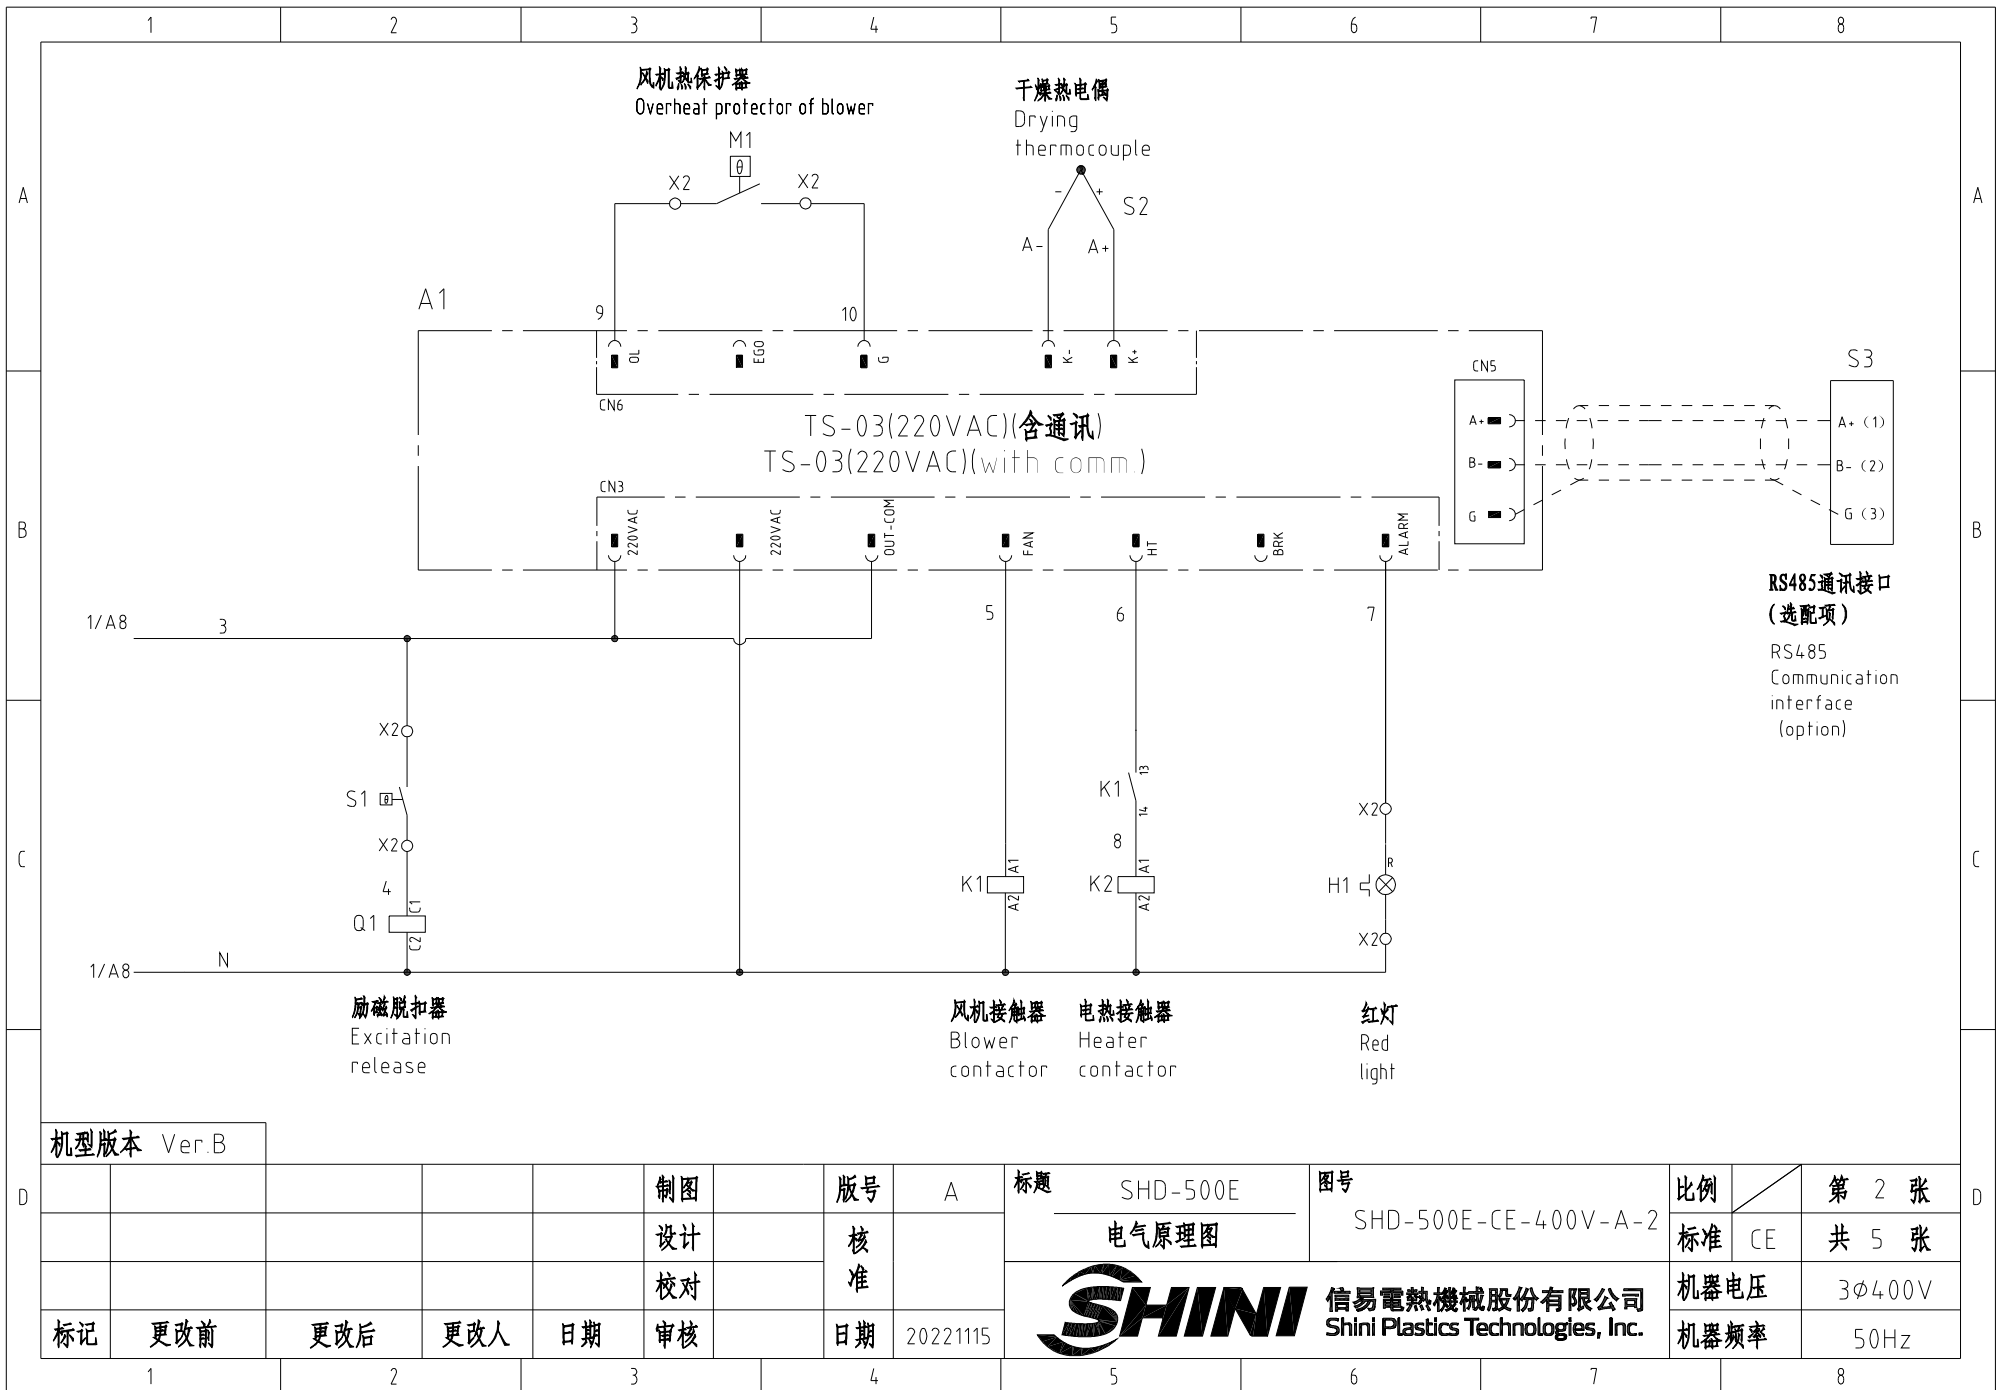 1 2 3 4 5 6 7 8
风机热保护器
Overheat protector of blower
M1
θ
X2 X2
干燥热电偶
Drying
thermocouple
- +
S2
A- A+
A A
A1
9 10
OL EGO G K- K+
CN6
TS-03(220VAC)(含通讯)
TS-03(220VAC)(with comm.)
CN5
A+
B-
G
S3
A+ (1)
B- (2)
G (3)
CN3
220VAC 220VAC OUT-COM FAN HT BRK ALARM
B B
RS485通讯接口
(选配项)
RS485
Communication
interface
(option)
1/A8 3
5 6 7
X2
S1 θ
X2
4
Q1 C1 C2
K1 13 14
8
K1 A1 A2
K2 A1 A2
X2
R
H1
X2
C C
1/A8 N
励磁脱扣器
Excitation
release
风机接触器
Blower
contactor
电热接触器
Heater
contactor
红灯
Red
light
机型版本 Ver.B
D D
制图 版号 A
设计 核准
校对
标记 更改前 更改后 更改人 日期 审核 日期 20221115
标题 SHD-500E
电气原理图
图号
SHD-500E-CE-400V-A-2
比例 第 2 张
标准 CE 共 5 张
机器电压 3Φ400V
机器频率 50Hz
SHINI
信易電熱機械股份有限公司
Shini Plastics Technologies, Inc.
1 2 3 4 5 6 7 8